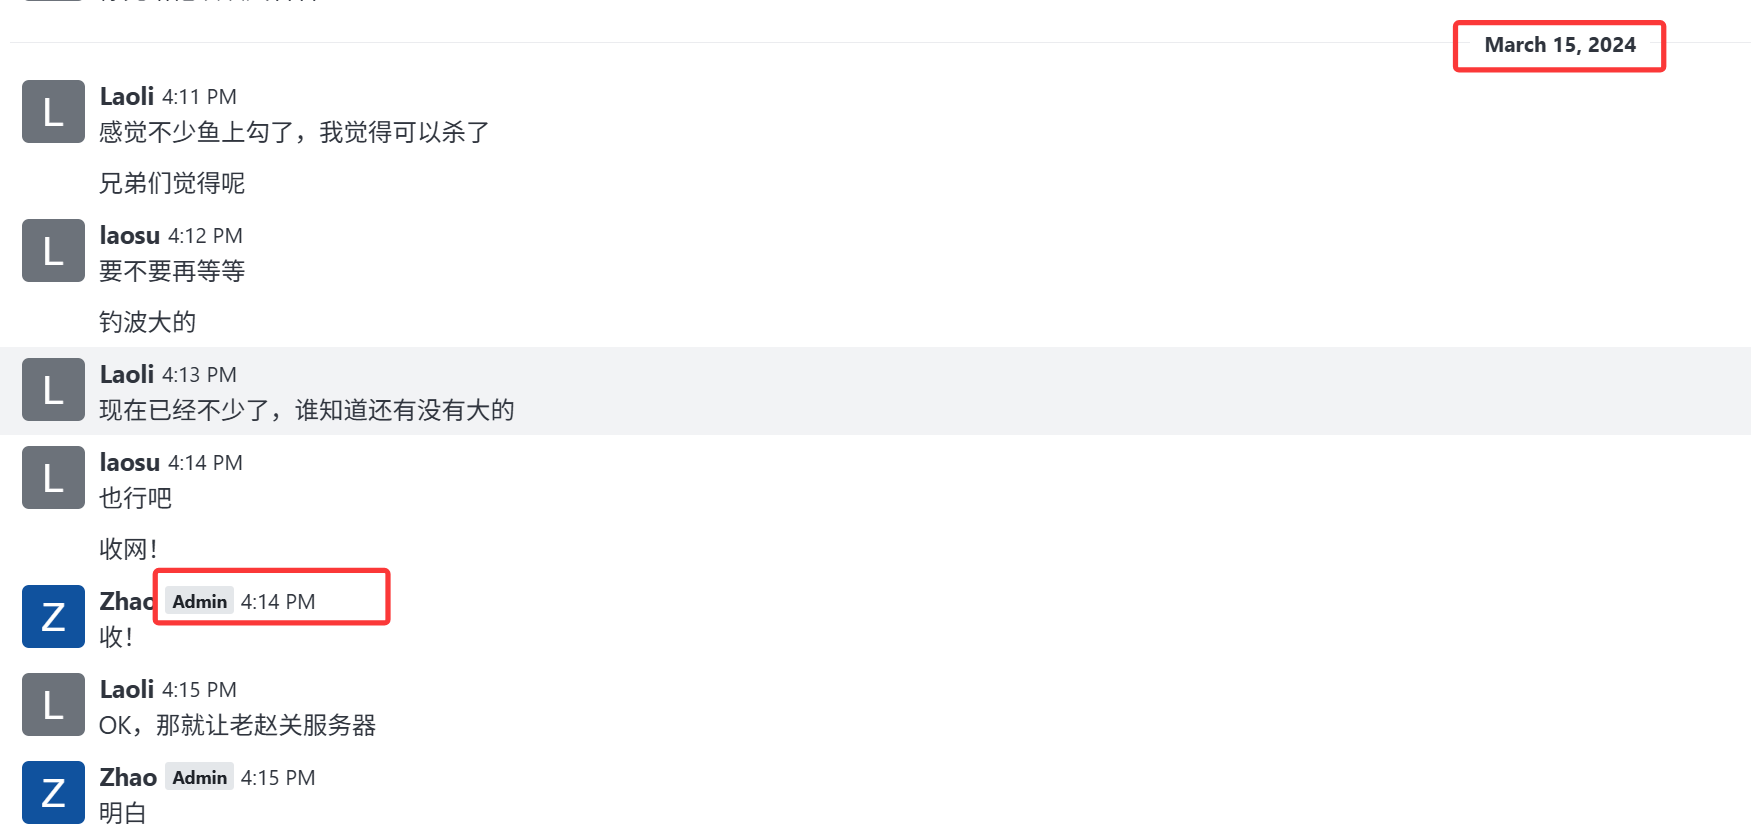 March 15, 2024
L
Laoli 4:11 PM
感觉不少鱼上勾了，我觉得可以杀了
兄弟们觉得呢
L
laosu 4:12 PM
要不要再等等
钓波大的
L
Laoli 4:13 PM
现在已经不少了，谁知道还有没有大的
L
laosu 4:14 PM
也行吧
收网！
Z
Zhao Admin 4:14 PM
收！
L
Laoli 4:15 PM
OK，那就让老赵关服务器
Z
Zhao Admin 4:15 PM
明白